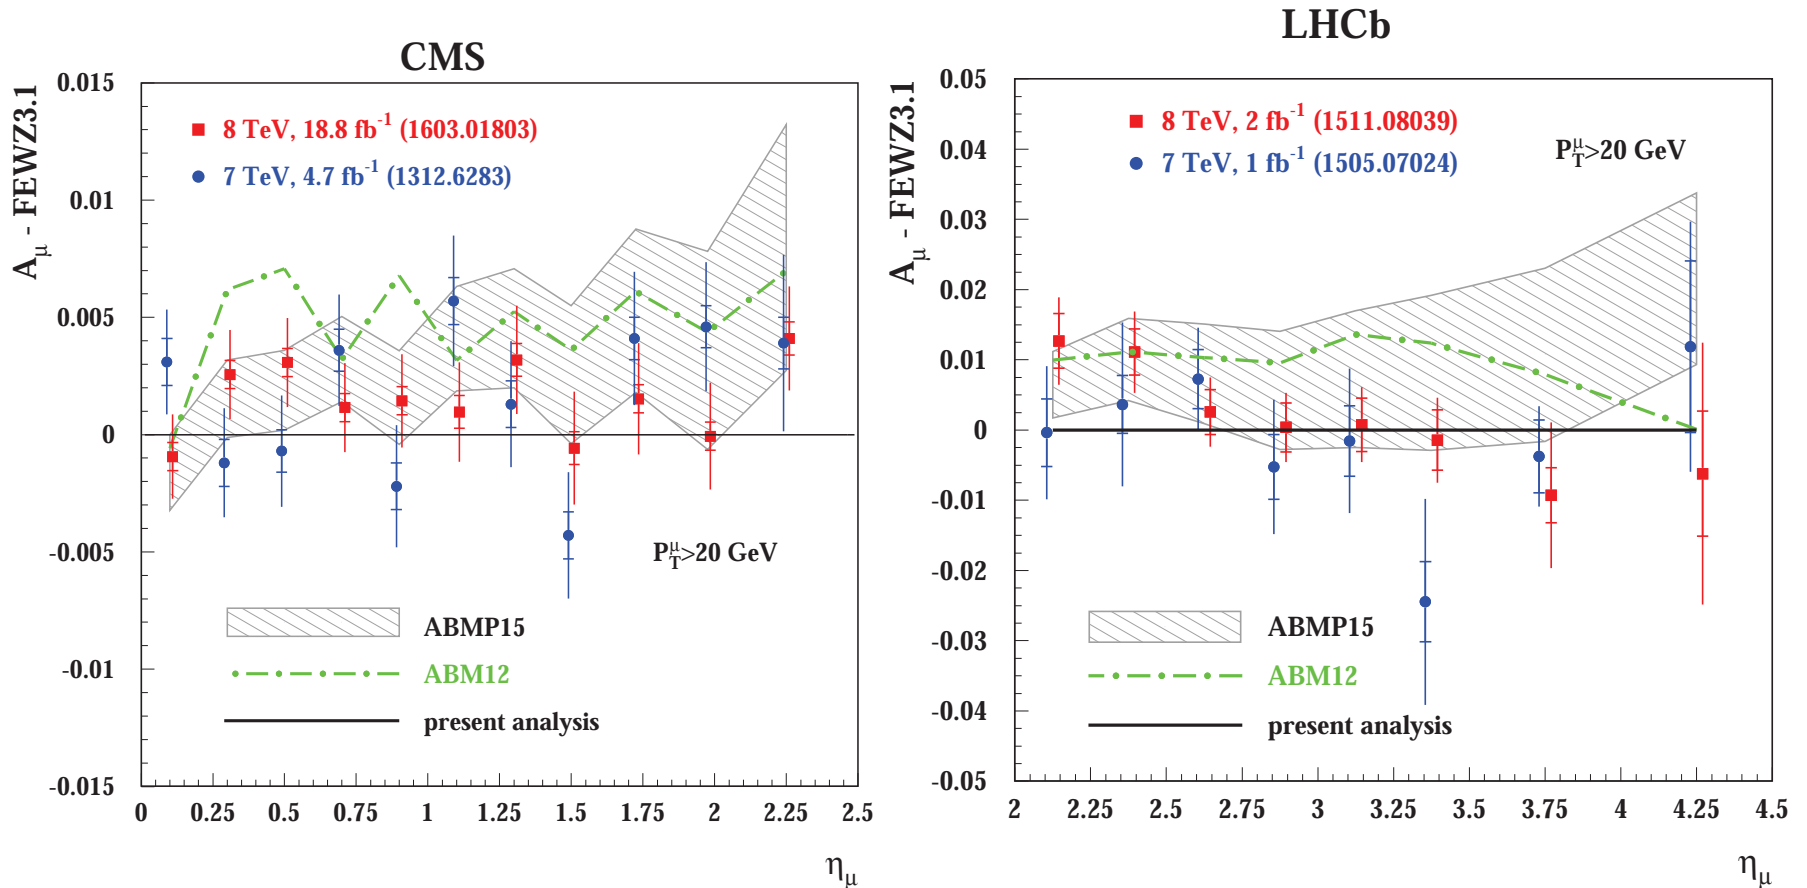 CMS
A_μ - FEWZ3.1
0.015
0.01
0.005
0
-0.005
-0.01
-0.015
8 TeV, 18.8 fb^-1 (1603.01803)
7 TeV, 4.7 fb^-1 (1312.6283)
P_T^μ>20 GeV
ABMP15
ABM12
present analysis
0 0.25 0.5 0.75 1 1.25 1.5 1.75 2 2.25 2.5
η_μ
LHCb
A_μ - FEWZ3.1
0.05
0.04
0.03
0.02
0.01
0
-0.01
-0.02
-0.03
-0.04
-0.05
8 TeV, 2 fb^-1 (1511.08039)
7 TeV, 1 fb^-1 (1505.07024)
P_T^μ>20 GeV
ABMP15
ABM12
present analysis
2 2.25 2.5 2.75 3 3.25 3.5 3.75 4 4.25 4.5
η_μ